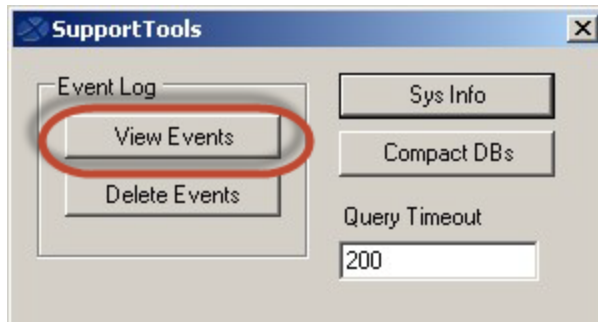 SupportTools
Event Log
View Events
Delete Events
Sys Info
Compact DBs
Query Timeout
200